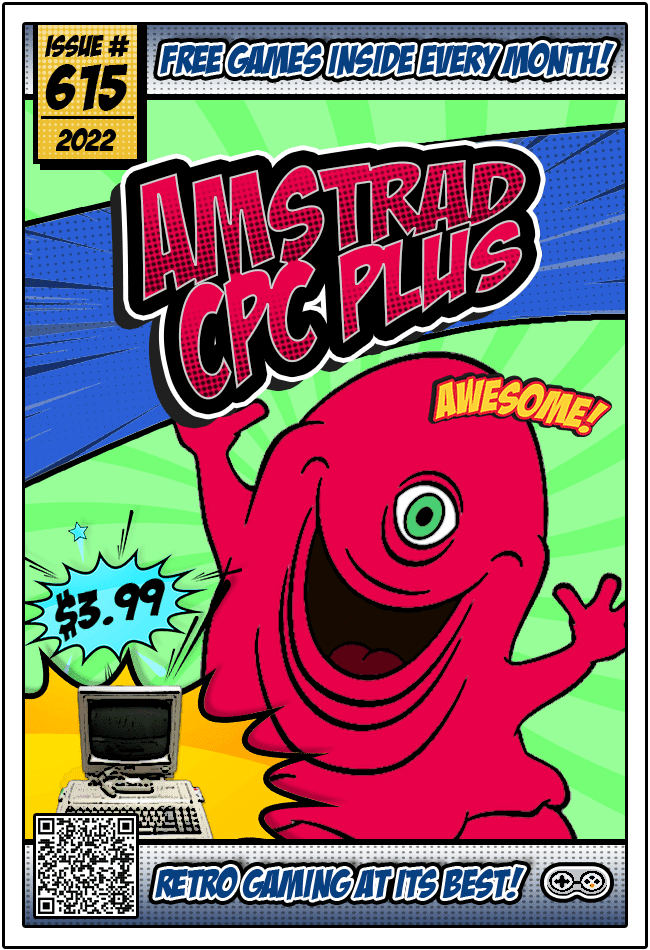 ISSUE #
615
2022
FREE GAMES INSIDE EVERY MONTH!
AMSTRAD
CPC PLUS
AWESOME!
$3.99
RETRO GAMING AT ITS BEST!